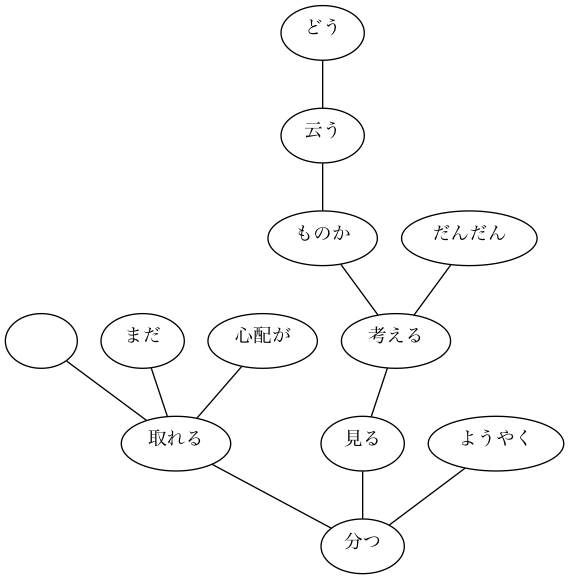 どう
云う
ものか
だんだん
まだ
心配が
考える
取れる
見る
ようやく
分つ